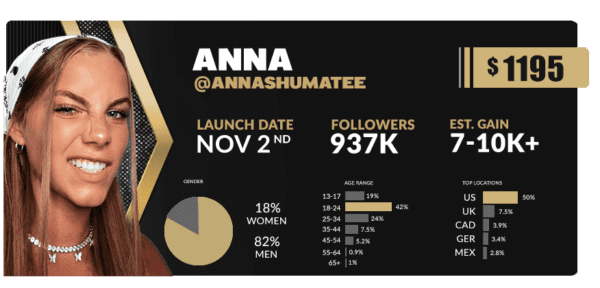 ANNA
@ANNASHUMATEE
$1195
LAUNCH DATE
NOV 2ND
FOLLOWERS
937K
EST. GAIN
7-10K+
GENDER
18%
WOMEN
82%
MEN
AGE RANGE
13-17 19%
18-24 42%
25-34 24%
35-44 7.5%
45-54 5.2%
55-64 0.9%
65+ 1%
TOP LOCATIONS
US 50%
UK 7.5%
CAD 3.9%
GER 3.4%
MEX 2.8%